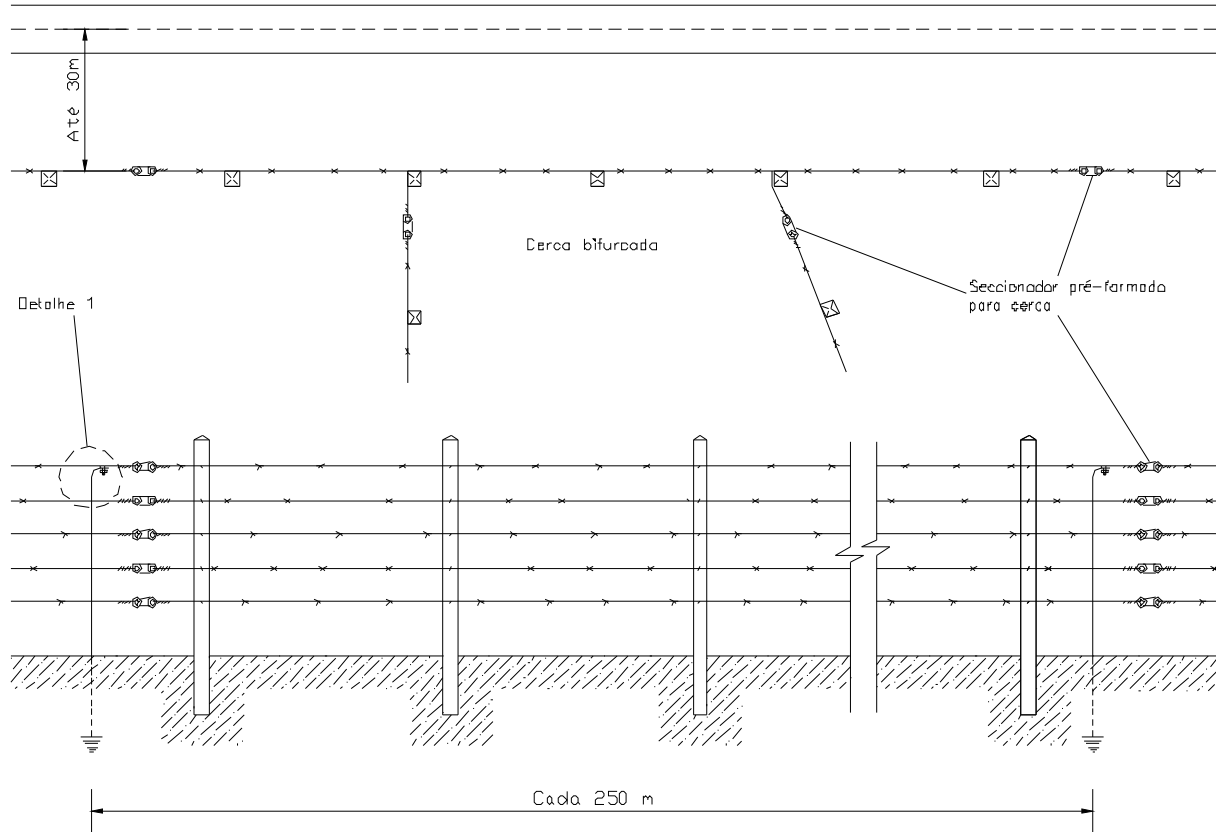 Até 30m
Cerca bifurcada
Detalhe 1
Seccionador pré-formado
para cerca
Cada 250 m